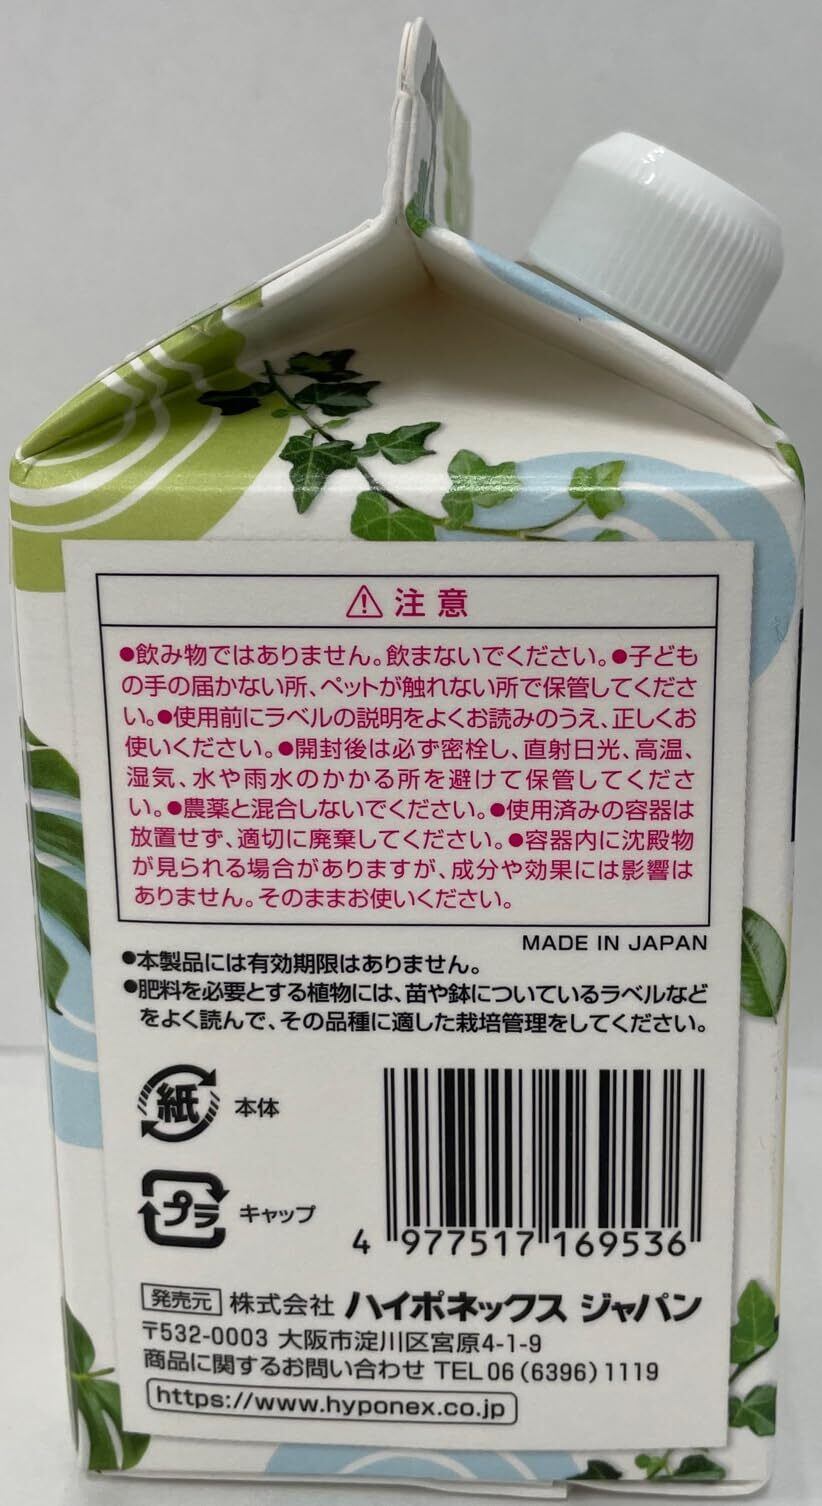 ⚠ 注意
●飲み物ではありません。飲まないでください。●子ども
の手の届かない所、ペットが触れない所で保管してくださ
い。●使用前にラベルの説明をよくお読みのうえ、正しくお
使いください。●開封後は必ず密栓し、直射日光、高温、
湿気、水や雨水のかかる所を避けて保管してくださ
い。●農薬と混合しないでください。●使用済みの容器は
放置せず、適切に廃棄してください。●容器内に沈殿物
が見られる場合がありますが、成分や効果には影響は
ありません。そのままお使いください。
MADE IN JAPAN
●本製品には有効期限はありません。
●肥料を必要とする植物には、苗や鉢についているラベルなど
をよく読んで、その品種に適した栽培管理をしてください。
紙 本体
プラ キャップ
4 977517 169536
発売元 株式会社 ハイポネックス ジャパン
〒532-0003 大阪市淀川区宮原4-1-9
商品に関するお問い合わせ TEL 06(6396)1119
https://www.hyponex.co.jp